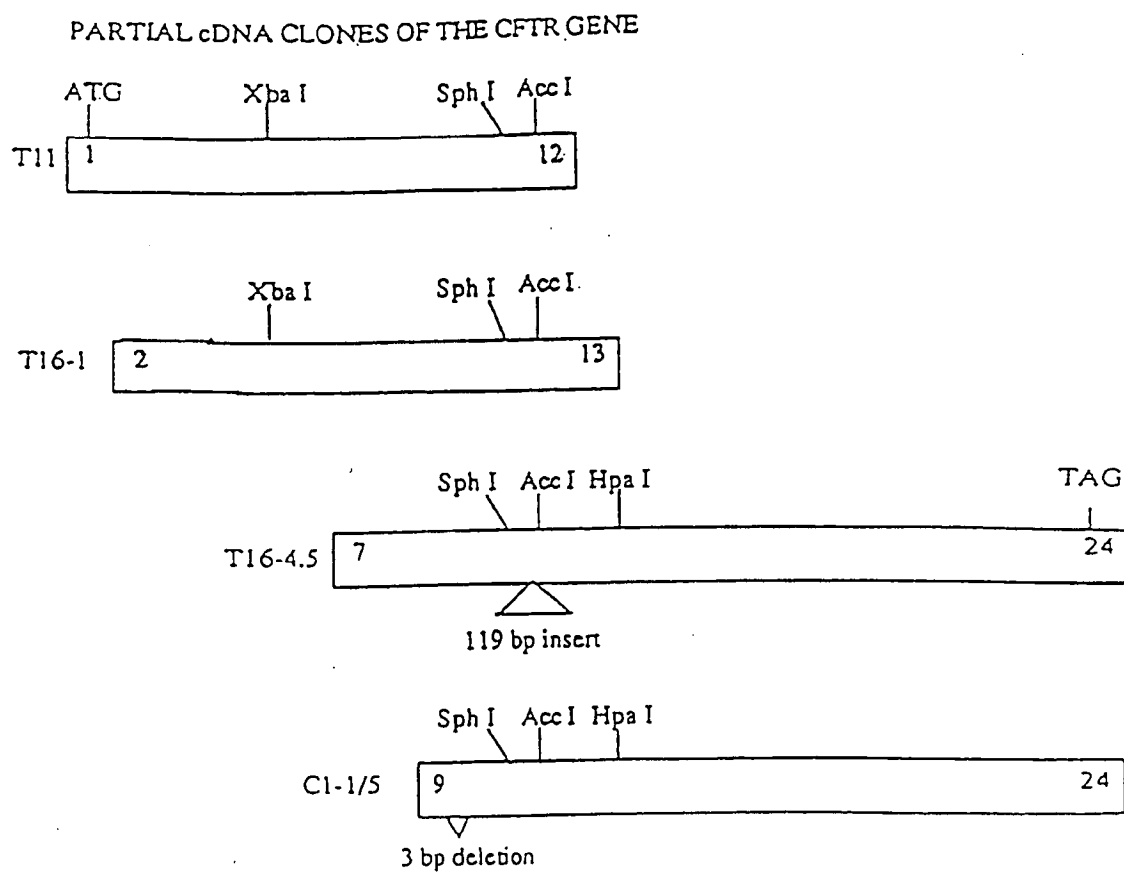 PARTIAL cDNA CLONES OF THE CFTR GENE
ATG Xba I Sph I Acc I
T11 1 12
Xba I Sph I Acc I
T16-1 2 13
Sph I Acc I Hpa I TAG
T16-4.5 7 24
119 bp insert
Sph I Acc I Hpa I
C1-1/5 9 24
3 bp deletion